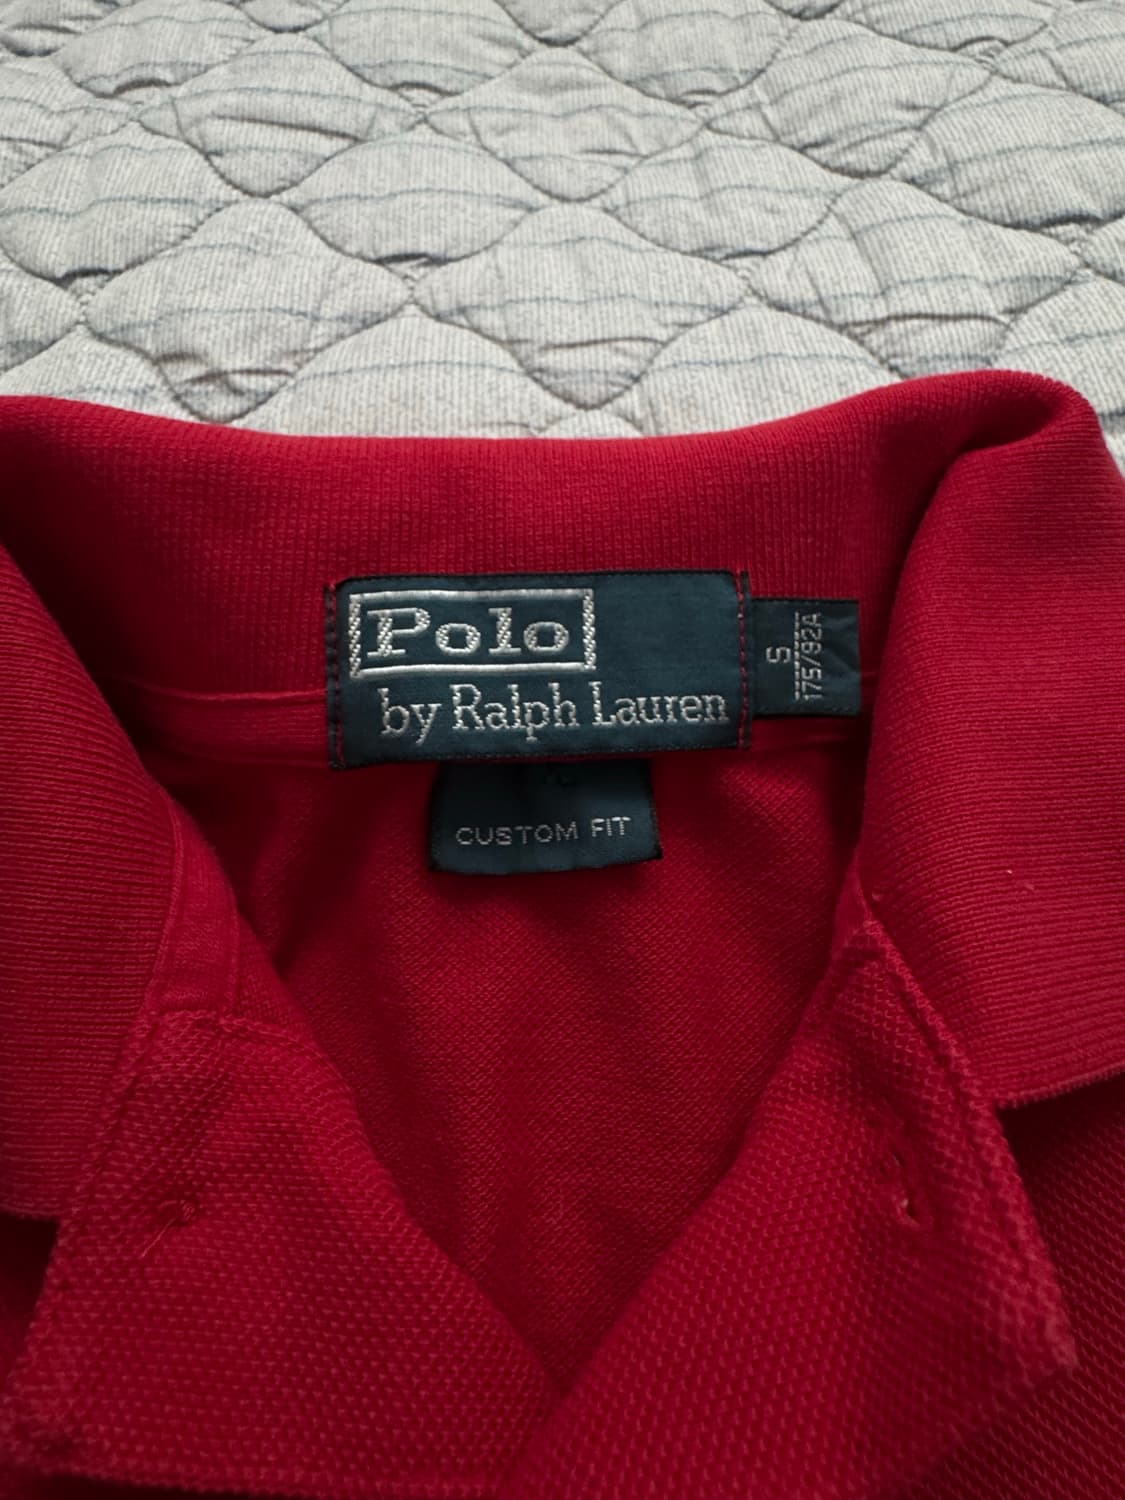 Polo
by Ralph Lauren
S
175/92A
CUSTOM FIT